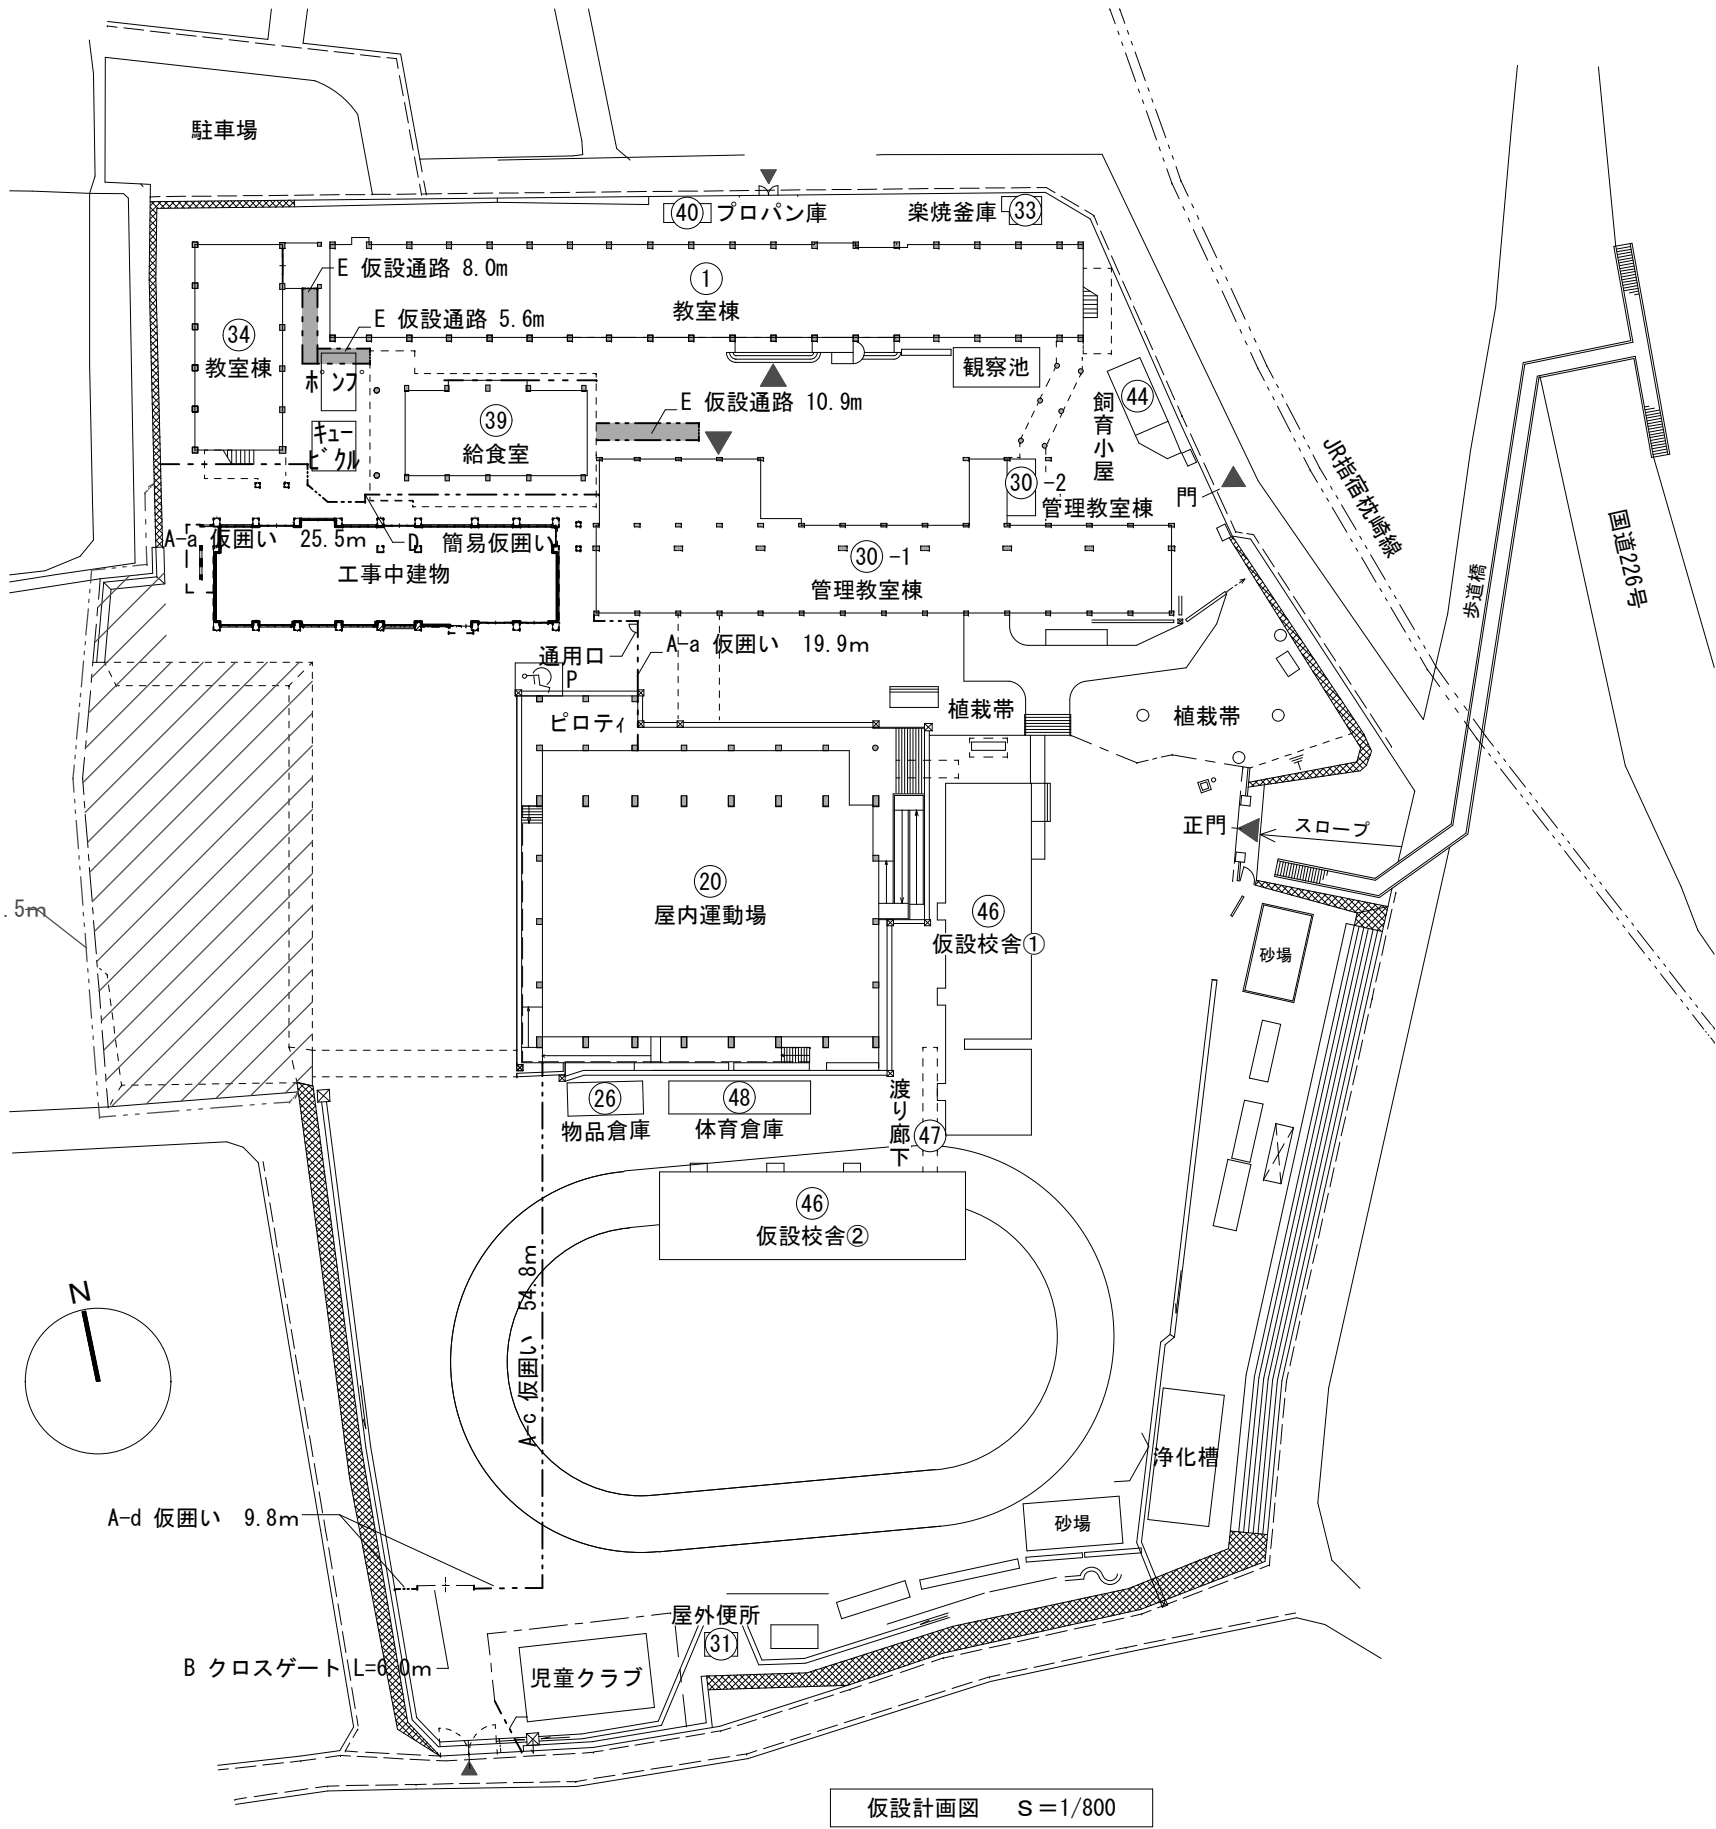 駐車場
40 プロパン庫
楽焼釜庫 33
E 仮設通路 8.0m
1
教室棟
E 仮設通路 5.6m
34
教室棟
ポンプ
観察池
44
飼育小屋
E 仮設通路 10.9m
39
給食室
キュー
ビクル
30 -2
管理教室棟
門
JR指宿枕崎線
国道226号
歩道橋
A-a 仮囲い 25.5m
D 簡易仮囲い
工事中建物
30 -1
管理教室棟
通用口
A-a 仮囲い 19.9m
P
ピロティ
植栽帯
植栽帯
正門
スロープ
20
屋内運動場
.5m
46
仮設校舎①
砂場
26
物品倉庫
48
体育倉庫
渡り廊下
47
46
仮設校舎②
N
A-c 仮囲い 54.8m
浄化槽
A-d 仮囲い 9.8m
砂場
屋外便所
31
B クロスゲート L=6.0m
児童クラブ
仮設計画図 S=1/800